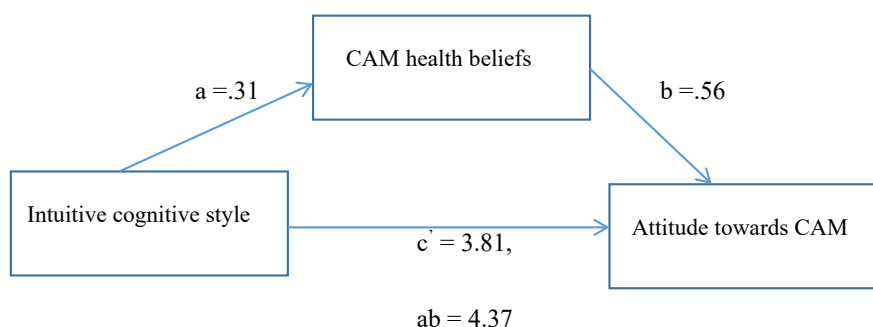 CAM health beliefs
a =.31
b =.56
Intuitive cognitive style
Attitude towards CAM
c’ = 3.81,
ab = 4.37